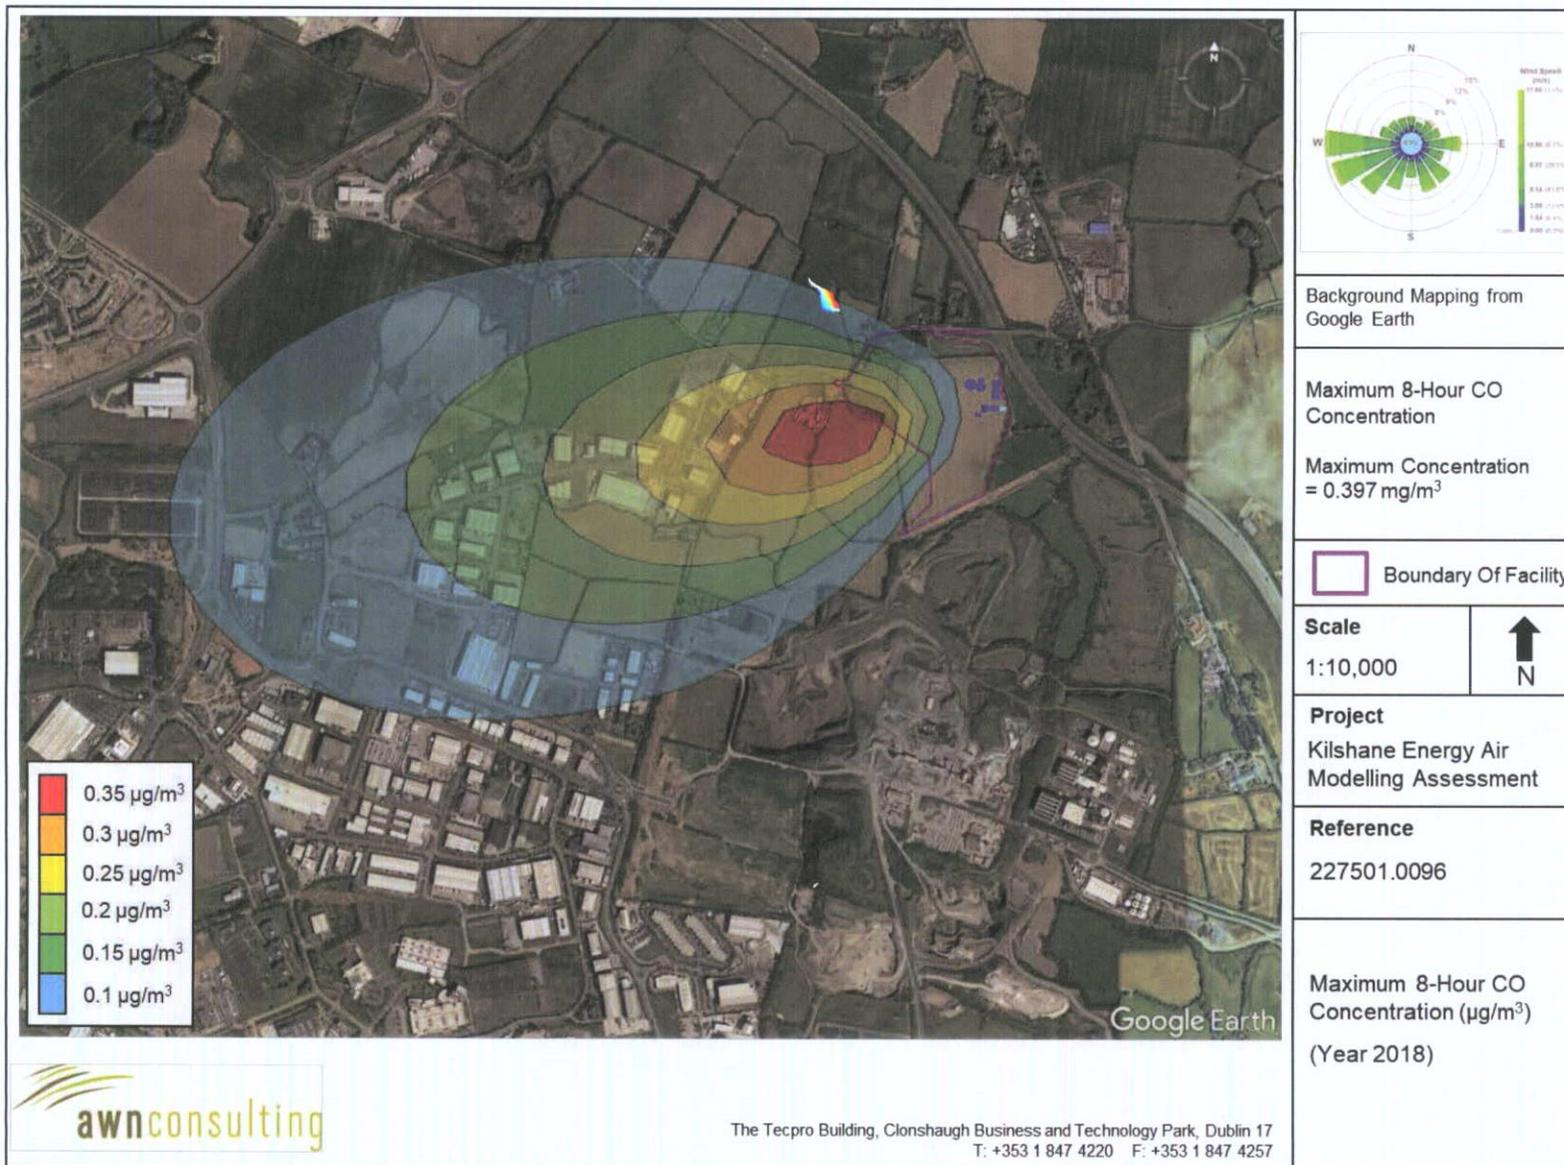 N
N
W
E
S
Wind Speed
(m/s)
Background Mapping from
Google Earth
Maximum 8-Hour CO
Concentration
Maximum Concentration
= 0.397 mg/m³
Boundary Of Facility
Scale
1:10,000
N
Project
Kilshane Energy Air
Modelling Assessment
Reference
227501.0096
Maximum 8-Hour CO
Concentration (µg/m³)
(Year 2018)
0.35 µg/m³
0.3 µg/m³
0.25 µg/m³
0.2 µg/m³
0.15 µg/m³
0.1 µg/m³
Google Earth
awnconsulting
The Tecpro Building, Clonshaugh Business and Technology Park, Dublin 17
T: +353 1 847 4220 F: +353 1 847 4257